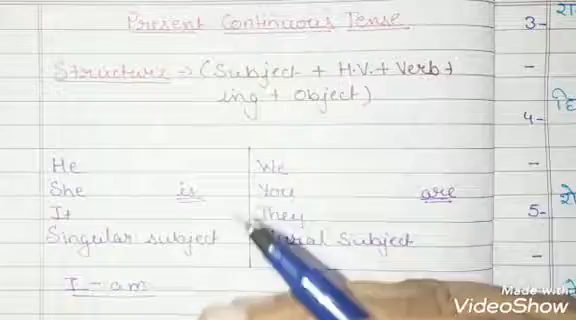 Present Continuous Tense
Structure → (Subject + H.V. + Verb +
ing + Object)
He
She is
It
Singular subject
I - am
We
You are
They
Subject
3- शे
-
4-
-
5-
-
Made with
VideoShow